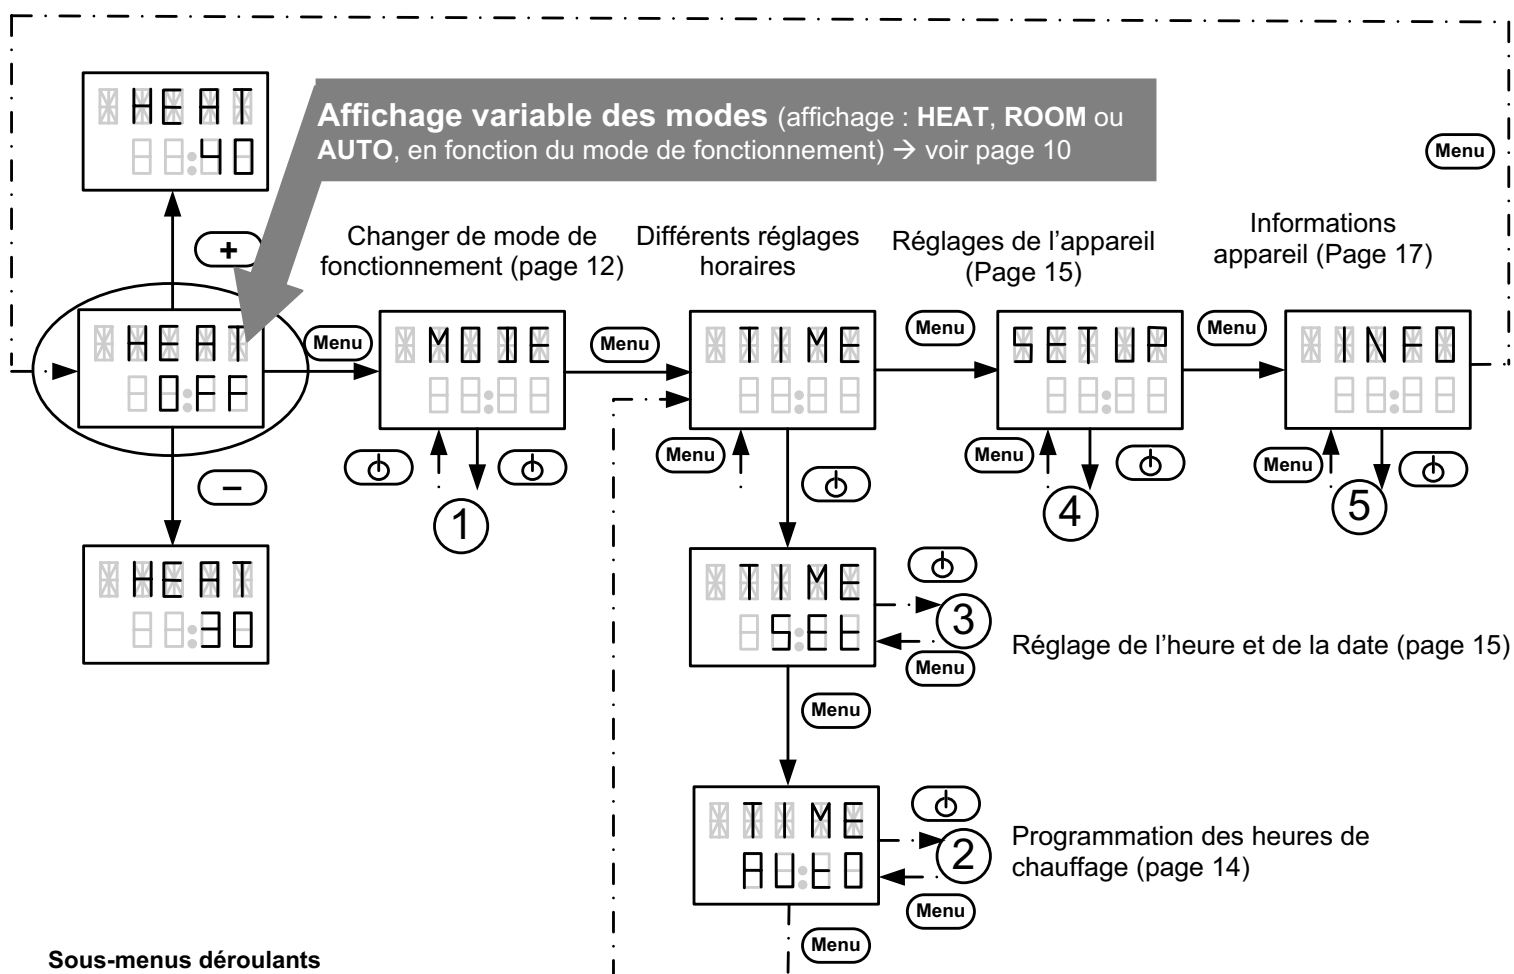 HEAT
40
Affichage variable des modes (affichage : HEAT, ROOM ou
AUTO, en fonction du mode de fonctionnement) → voir page 10
Menu
+
Changer de mode de
fonctionnement (page 12)
Différents réglages
horaires
Réglages de l'appareil
(Page 15)
Informations
appareil (Page 17)
HEAT
OFF
Menu
MODE
Menu
TIME
Menu
SETUP
Menu
INFO
−
1
Menu
Menu
4
Menu
5
HEAT
30
TIME
SEt
3
Menu
Réglage de l'heure et de la date (page 15)
Menu
TIME
AUtO
2
Menu
Programmation des heures de
chauffage (page 14)
Menu
Sous-menus déroulants